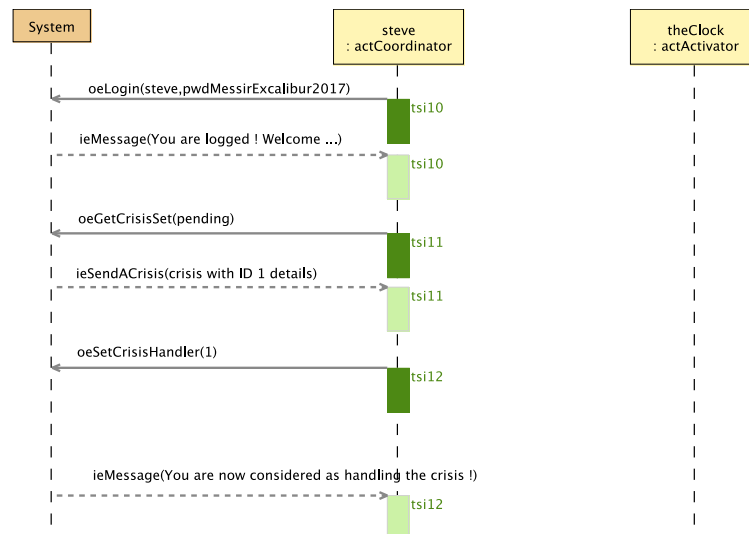 System
steve
: actCoordinator
theClock
: actActivator
oeLogin(steve,pwdMessirExcalibur2017)
tsi10
ieMessage(You are logged ! Welcome ...)
tsi10
oeGetCrisisSet(pending)
tsi11
ieSendACrisis(crisis with ID 1 details)
tsi11
oeSetCrisisHandler(1)
tsi12
ieMessage(You are now considered as handling the crisis !)
tsi12